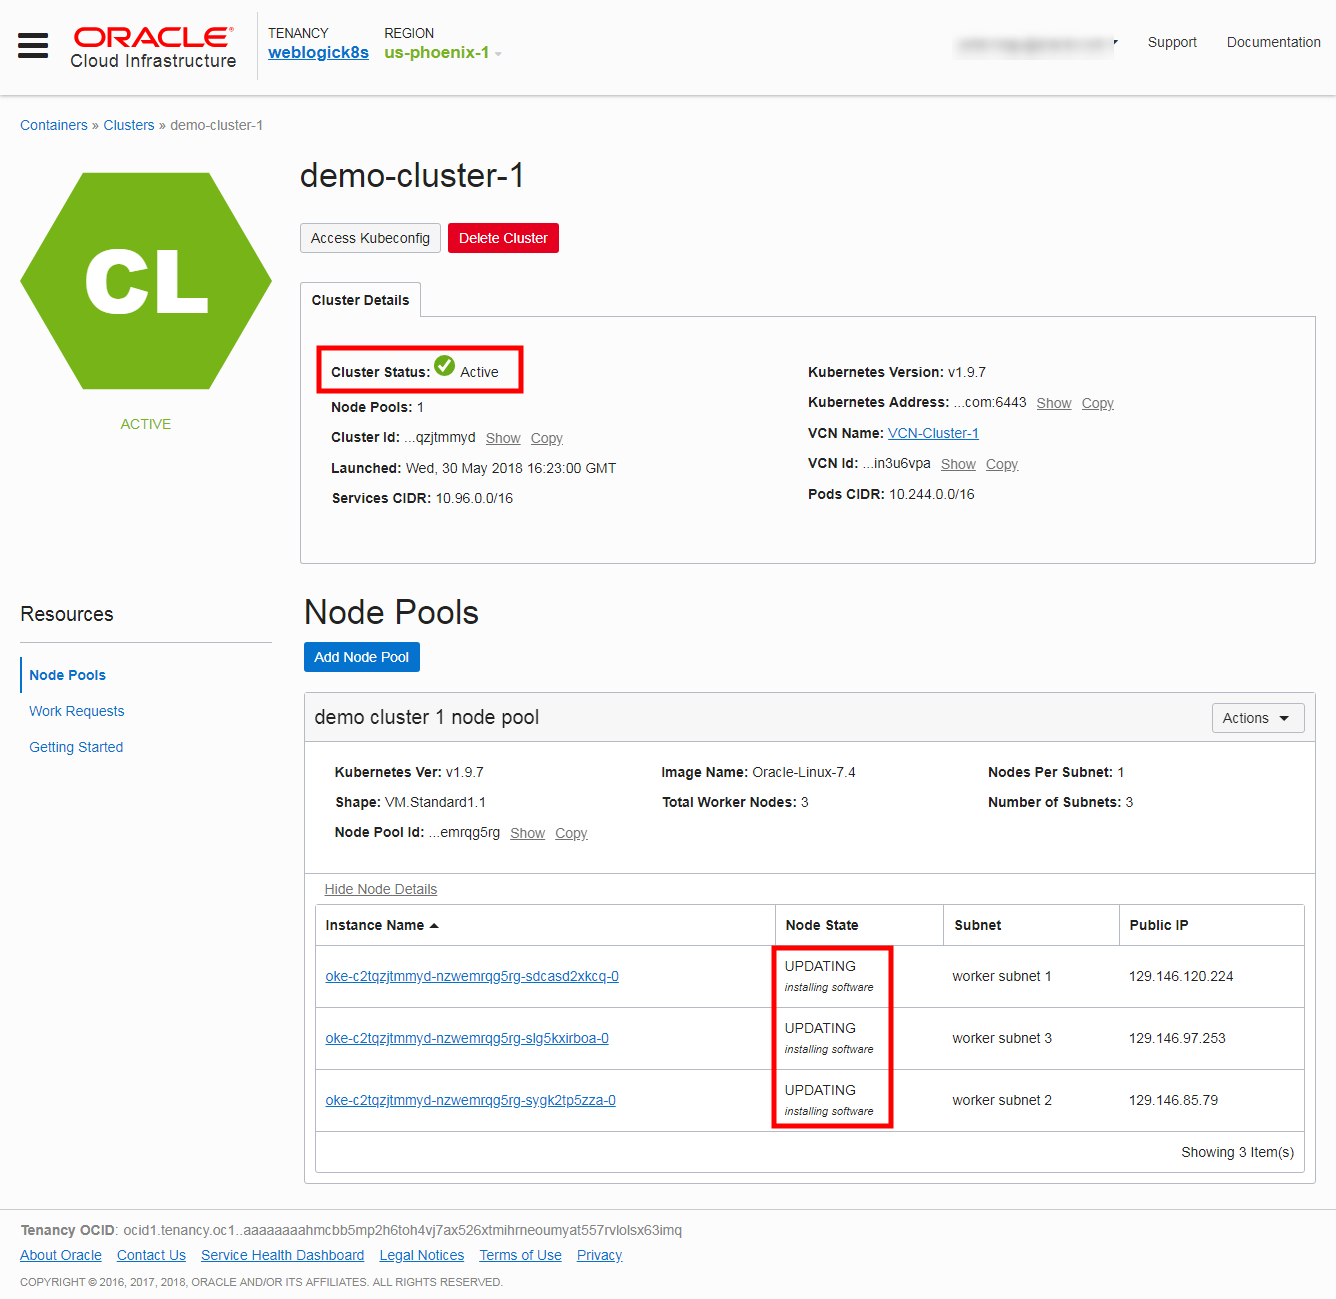 ORACLE®
Cloud Infrastructure
TENANCY
weblogick8s
REGION
us-phoenix-1
Support
Documentation
Containers » Clusters » demo-cluster-1
CL
ACTIVE
demo-cluster-1
Access Kubeconfig
Delete Cluster
Cluster Details
Cluster Status: Active
Node Pools: 1
Cluster Id: ...qzjtmmyd Show Copy
Launched: Wed, 30 May 2018 16:23:00 GMT
Services CIDR: 10.96.0.0/16
Kubernetes Version: v1.9.7
Kubernetes Address: ...com:6443 Show Copy
VCN Name: VCN-Cluster-1
VCN Id: ...in3u6vpa Show Copy
Pods CIDR: 10.244.0.0/16
Resources
Node Pools
Work Requests
Getting Started
Node Pools
Add Node Pool
demo cluster 1 node pool
Actions
Kubernetes Ver: v1.9.7
Shape: VM.Standard1.1
Node Pool Id: ...emrqg5rg Show Copy
Image Name: Oracle-Linux-7.4
Total Worker Nodes: 3
Nodes Per Subnet: 1
Number of Subnets: 3
Hide Node Details
Instance Name Node State Subnet Public IP
oke-c2tqzjtmmyd-nzwemrqg5rg-sdcasd2xkcq-0 UPDATING worker subnet 1 129.146.120.224
installing software
oke-c2tqzjtmmyd-nzwemrqg5rg-slg5kxirboa-0 UPDATING worker subnet 3 129.146.97.253
installing software
oke-c2tqzjtmmyd-nzwemrqg5rg-sygk2tp5zza-0 UPDATING worker subnet 2 129.146.85.79
installing software
Showing 3 Item(s)
Tenancy OCID: ocid1.tenancy.oc1..aaaaaaaahmcbb5mp2h6toh4vj7ax526xtmihrneoumyat557rvlolsx63imq
About Oracle Contact Us Service Health Dashboard Legal Notices Terms of Use Privacy
COPYRIGHT © 2016, 2017, 2018, ORACLE AND/OR ITS AFFILIATES. ALL RIGHTS RESERVED.